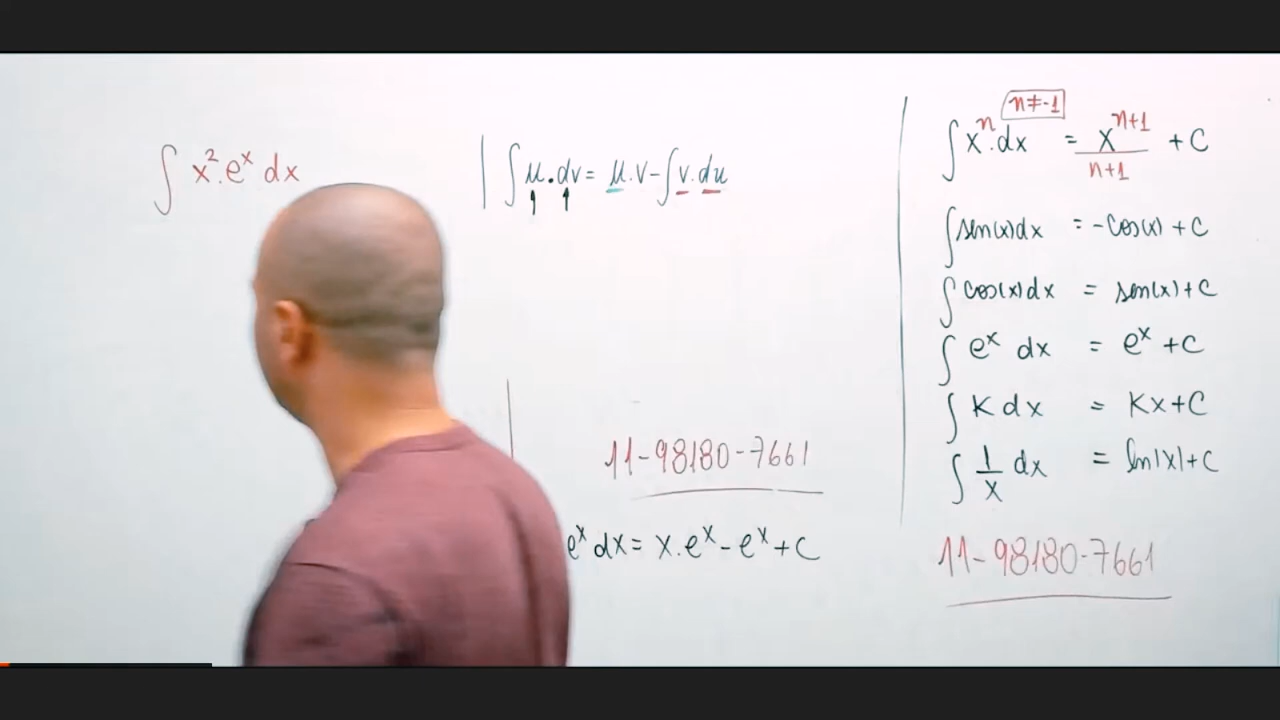 ∫ x².eˣ dx
∫ μ.dv = μ.v - ∫ v.du
11-98180-7661
eˣ dx = x.eˣ - eˣ + c
n≠-1
∫ xⁿ.dx = xⁿ⁺¹/n+1 + C
∫ sen(x)dx = -cos(x) + C
∫ cos(x)dx = sen(x) + C
∫ eˣ dx = eˣ + C
∫ K dx = Kx + C
∫ 1/x dx = ln|x| + C
11-98180-7661